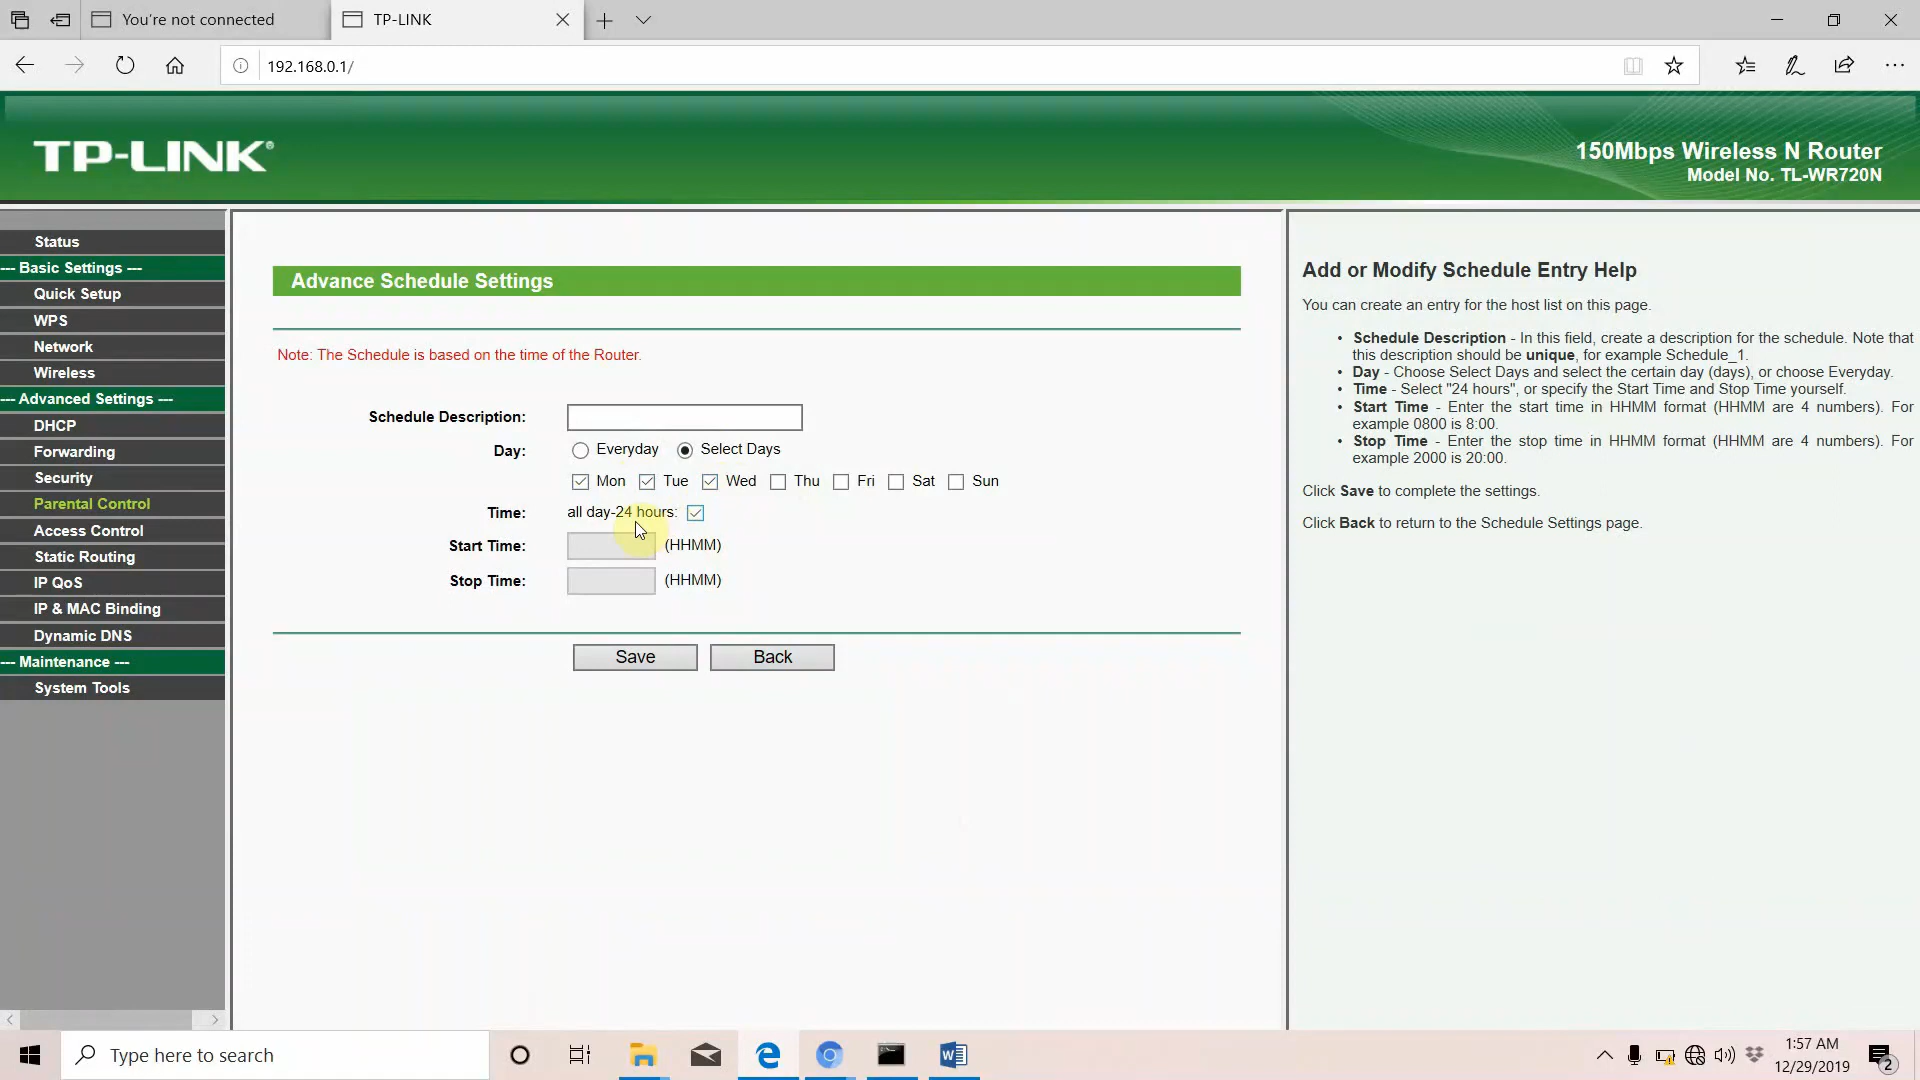 You're not connected
TP-LINK
192.168.0.1/
TP-LINK®
150Mbps Wireless N Router
Model No. TL-WR720N
Status
--- Basic Settings ---
Quick Setup
WPS
Network
Wireless
--- Advanced Settings ---
DHCP
Forwarding
Security
Parental Control
Access Control
Static Routing
IP QoS
IP & MAC Binding
Dynamic DNS
--- Maintenance ---
System Tools
Advance Schedule Settings
Note: The Schedule is based on the time of the Router.
Schedule Description:
Day: Everyday Select Days
Mon Tue Wed Thu Fri Sat Sun
Time: all day-24 hours:
Start Time: (HHMM)
Stop Time: (HHMM)
Save Back
Add or Modify Schedule Entry Help
You can create an entry for the host list on this page.
• Schedule Description - In this field, create a description for the schedule. Note that
this description should be unique, for example Schedule_1.
• Day - Choose Select Days and select the certain day (days), or choose Everyday.
• Time - Select "24 hours", or specify the Start Time and Stop Time yourself.
• Start Time - Enter the start time in HHMM format (HHMM are 4 numbers). For
example 0800 is 8:00.
• Stop Time - Enter the stop time in HHMM format (HHMM are 4 numbers). For
example 2000 is 20:00.
Click Save to complete the settings.
Click Back to return to the Schedule Settings page.
Type here to search
1:57 AM
12/29/2019
2